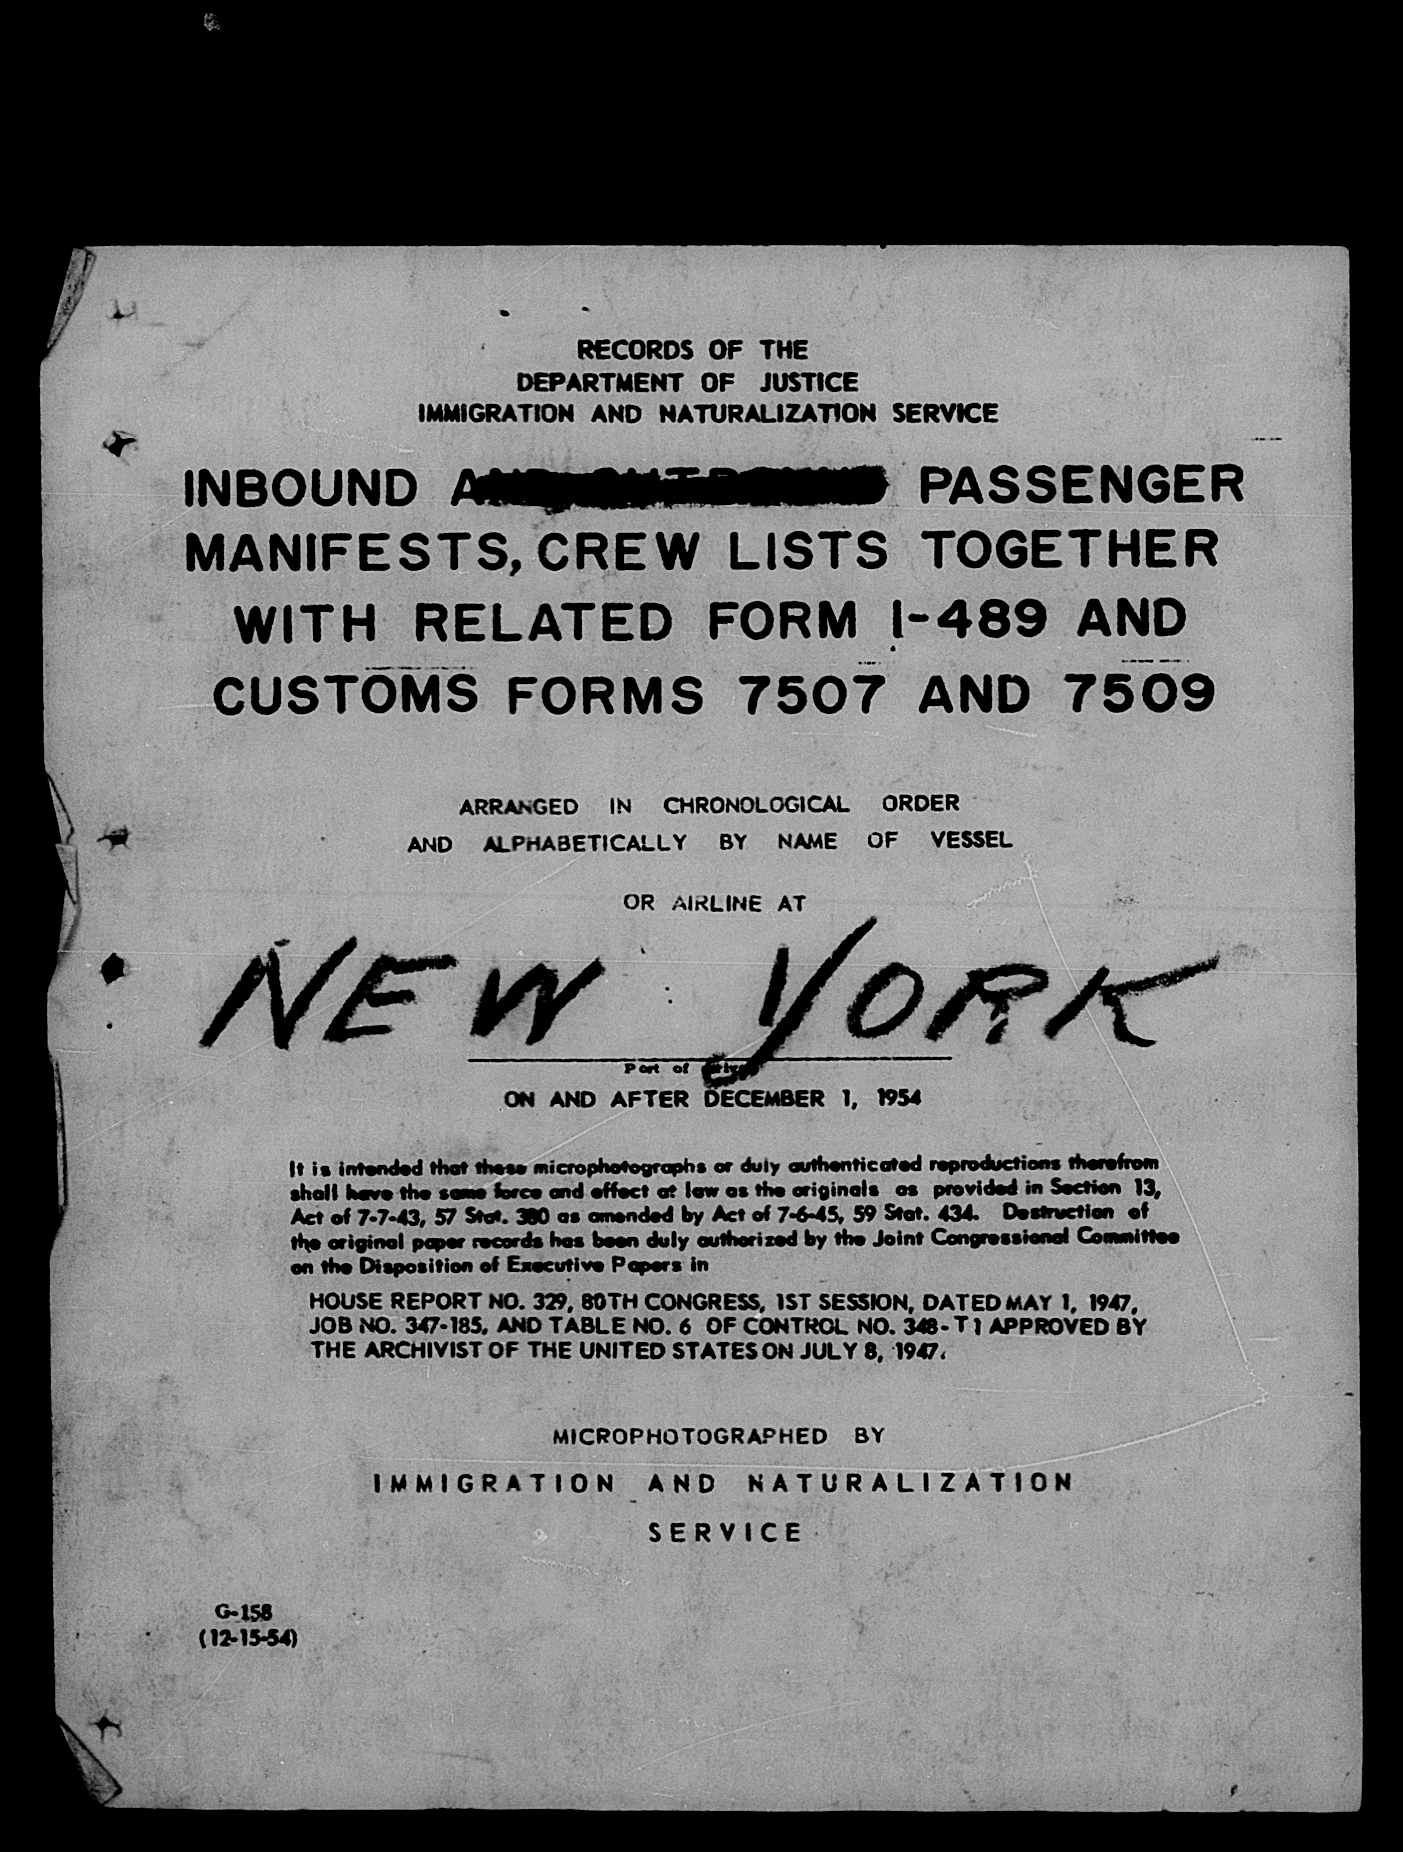 RECORDS OF THE
DEPARTMENT OF JUSTICE
IMMIGRATION AND NATURALIZATION SERVICE
INBOUND PASSENGER
MANIFESTS, CREW LISTS TOGETHER
WITH RELATED FORM I-489 AND
CUSTOMS FORMS 7507 AND 7509
ARRANGED IN CHRONOLOGICAL ORDER
AND ALPHABETICALLY BY NAME OF VESSEL
OR AIRLINE AT
NEW YORK
Port of
ON AND AFTER DECEMBER 1, 1954
It is intended that these microphotographs or duly authenticated reproductions therefrom
shall have the same force and effect at law as the originals as provided in Section 13,
Act of 7-7-43, 57 Stat. 380 as amended by Act of 7-6-45, 59 Stat. 434. Destruction of
the original paper records has been duly authorized by the Joint Congressional Committee
on the Disposition of Executive Papers in
HOUSE REPORT NO. 329, 80TH CONGRESS, 1ST SESSION, DATED MAY 1, 1947,
JOB NO. 347-185, AND TABLE NO. 6 OF CONTROL NO. 348-T1 APPROVED BY
THE ARCHIVIST OF THE UNITED STATES ON JULY 8, 1947.
MICROPHOTOGRAPHED BY
IMMIGRATION AND NATURALIZATION
SERVICE
G-158
(12-15-54)